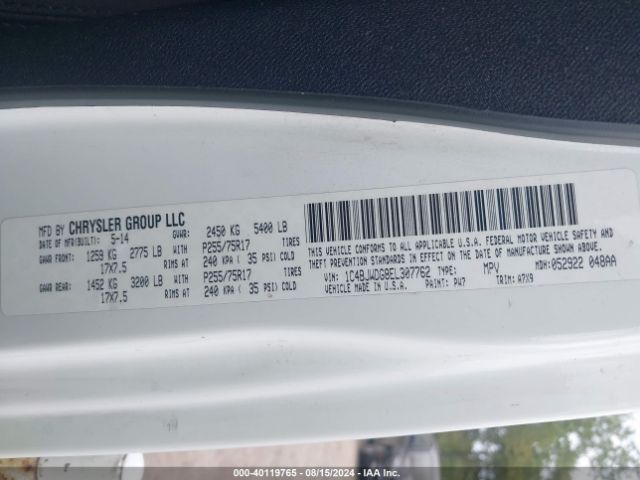 MFD BY CHRYSLER GROUP LLC
DATE OF MFR(BUILT): 5-14 GVWR: 2450 KG 5400 LB
GAWR FRONT: 1259 KG 2775 LB WITH P255/75R17 TIRES
17X7.5 RIMS AT 240 KPA ( 35 PSI) COLD
GAWR REAR: 1452 KG 3200 LB WITH P255/75R17 TIRES
17X7.5 RIMS AT 240 KPA ( 35 PSI) COLD
THIS VEHICLE CONFORMS TO ALL APPLICABLE U.S.A. FEDERAL MOTOR VEHICLE SAFETY AND
THEFT PREVENTION STANDARDS IN EFFECT ON THE DATE OF MANUFACTURE SHOWN ABOVE.
VIN: 1C4BJWDG8EL307762 TYPE: MPV MDH: 052922 048AA
VEHICLE MADE IN U.S.A. PAINT: PW7 TRIM: A7X9
000-40119765 - 08/15/2024 - IAA Inc.